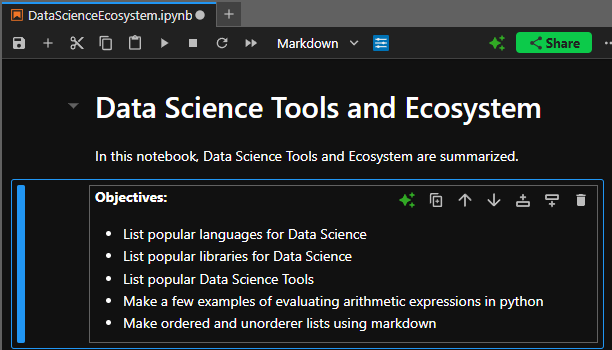 DataScienceEcosystem.ipynb
Markdown
Share
Data Science Tools and Ecosystem
In this notebook, Data Science Tools and Ecosystem are summarized.
Objectives:
List popular languages for Data Science
List popular libraries for Data Science
List popular Data Science Tools
Make a few examples of evaluating arithmetic expressions in python
Make ordered and unorderer lists using markdown